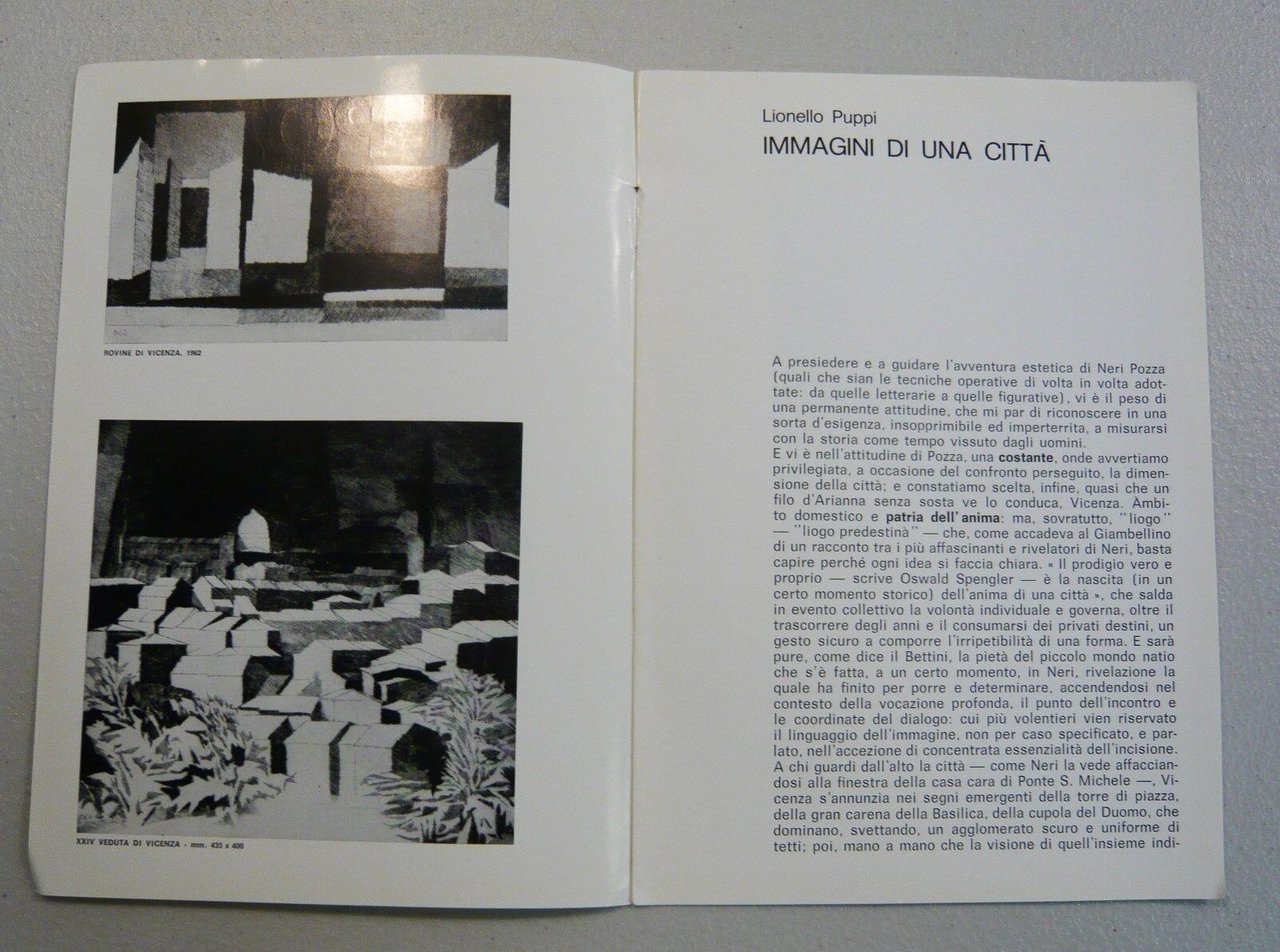 ROVINE DI VICENZA. 1962
XXIV VEDUTA DI VICENZA - mm. 435 x 400
Lionello Puppi
IMMAGINI DI UNA CITTÀ
A presiedere e a guidare l'avventura estetica di Neri Pozza
(quali che sian le tecniche operative di volta in volta adot-
tate: da quelle letterarie a quelle figurative), vi è il peso di
una permanente attitudine, che mi par di riconoscere in una
sorta d'esigenza, insopprimibile ed imperterrita, a misurarsi
con la storia come tempo vissuto dagli uomini.
E vi è nell'attitudine di Pozza, una costante, onde avvertiamo
privilegiata, a occasione del confronto perseguito, la dimen-
sione della città; e constatiamo scelta, infine, quasi che un
filo d'Arianna senza sosta ve lo conduca, Vicenza. Àmbi-
to domestico e patria dell'anima: ma, sovratutto, "liogo"
— "liogo predestinà" — che, come accadeva al Giambellino
di un racconto tra i più affascinanti e rivelatori di Neri, basta
capire perché ogni idea si faccia chiara. « Il prodigio vero e
proprio — scrive Oswald Spengler — è la nascita (in un
certo momento storico) dell'anima di una città », che salda
in evento collettivo la volontà individuale e governa, oltre il
trascorrere degli anni e il consumarsi dei privati destini, un
gesto sicuro a comporre l'irripetibilità di una forma. E sarà
pure, come dice il Bettini, la pietà del piccolo mondo natio
che s'è fatta, a un certo momento, in Neri, rivelazione la
quale ha finito per porre e determinare, accendendosi nel
contesto della vocazione profonda, il punto dell'incontro e
le coordinate del dialogo: cui più volentieri vien riservato
il linguaggio dell'immagine, non per caso specificato, e par-
lato, nell'accezione di concentrata essenzialità dell'incisione.
A chi guardi dall'alto la città — come Neri la vede affaccian-
dosi alla finestra della casa cara di Ponte S. Michele —, Vi-
cenza s'annunzia nei segni emergenti della torre di piazza,
della gran carena della Basilica, della cupola del Duomo, che
dominano, svettando, un agglomerato scuro e uniforme di
tetti; poi, mano a mano che la visione di quell'insieme indi-